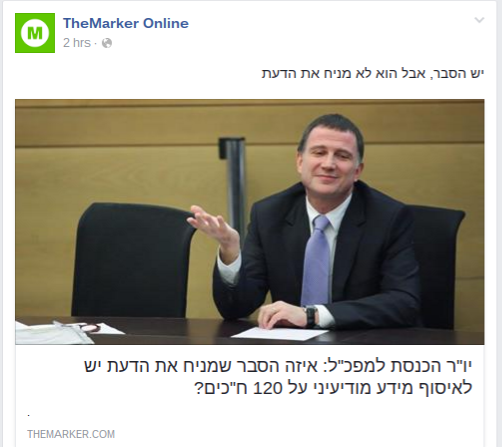 TheMarker Online
2 hrs ·
יש הסבר, אבל הוא לא מניח את הדעת
יו"ר הכנסת למפכ"ל: איזה הסבר שמניח את הדעת יש
לאיסוף מידע מודיעיני על 120 ח"כים?
.
THEMARKER.COM